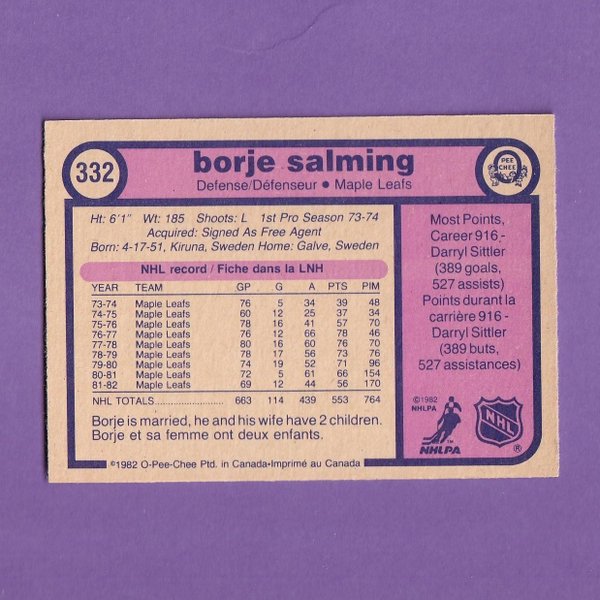 332
borje salming
Defense/Défenseur • Maple Leafs
O PEE CHEE
Ht: 6'1" Wt: 185 Shoots: L 1st Pro Season 73-74
Acquired: Signed As Free Agent
Born: 4-17-51, Kiruna, Sweden Home: Galve, Sweden
NHL record / Fiche dans la LNH
YEAR TEAM GP G A PTS PIM
73-74 Maple Leafs 76 5 34 39 48
74-75 Maple Leafs 60 12 25 37 34
75-76 Maple Leafs 78 16 41 57 70
76-77 Maple Leafs 76 12 66 78 46
77-78 Maple Leafs 80 16 60 76 70
78-79 Maple Leafs 78 17 56 73 76
79-80 Maple Leafs 74 19 52 71 96
80-81 Maple Leafs 72 5 61 66 154
81-82 Maple Leafs 69 12 44 56 170
NHL TOTALS........................ 663 114 439 553 764
Borje is married, he and his wife have 2 children.
Borje et sa femme ont deux enfants.
©1982 O-Pee-Chee Ptd. in Canada•Imprimé au Canada
Most Points,
Career 916 -
Darryl Sittler
(389 goals,
527 assists)
Points durant la
carrière 916 -
Darryl Sittler
(389 buts,
527 assistances)
©1982
NHLPA
NHLPA
TM
NHL
®